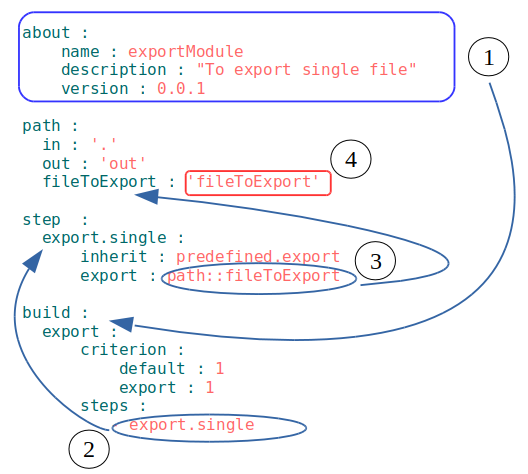 about :
name : exportModule
description : "To export single file"
version : 0.0.1
1
path :
in : '.'
out : 'out'
fileToExport : 'fileToExport'
4
step :
export.single :
inherit : predefined.export
export : path::fileToExport
3
build :
export :
criterion :
default : 1
export : 1
steps :
export.single
2